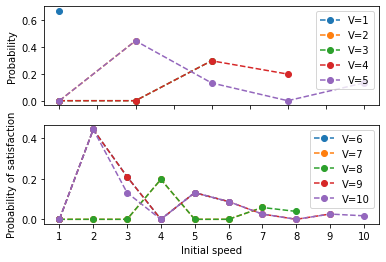 Probability
0.6
0.4
0.2
0.0
V=1
V=2
V=3
V=4
V=5
Probability of satisfaction
0.4
0.2
0.0
V=6
V=7
V=8
V=9
V=10
1 2 3 4 5 6 7 8 9 10
Initial speed